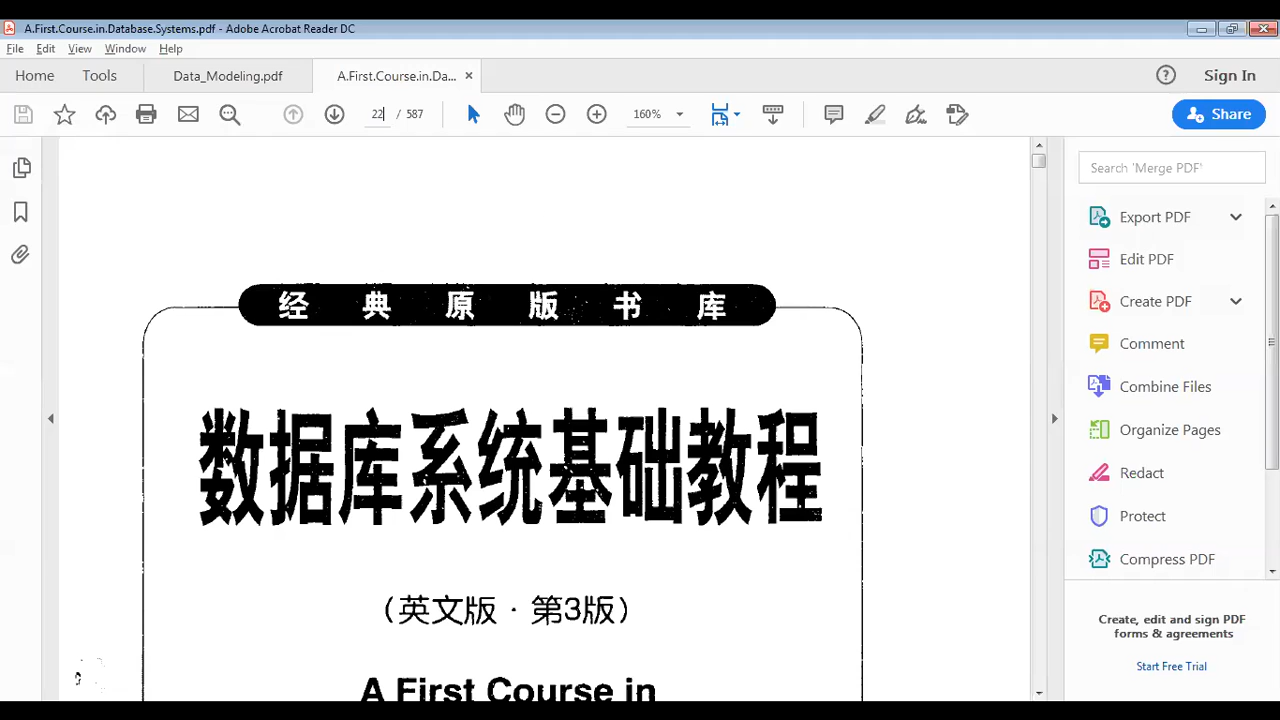 A.First.Course.in.Database.Systems.pdf - Adobe Acrobat Reader DC
File Edit View Window Help
Home Tools Data_Modeling.pdf A.First.Course.in.Da... × Sign In
22 / 587 160% Share
Search 'Merge PDF'
Export PDF
Edit PDF
Create PDF
Comment
Combine Files
Organize Pages
Redact
Protect
Compress PDF
Create, edit and sign PDF
forms & agreements
Start Free Trial
经典原版书库
数据库系统基础教程
(英文版·第3版)
A First Course in